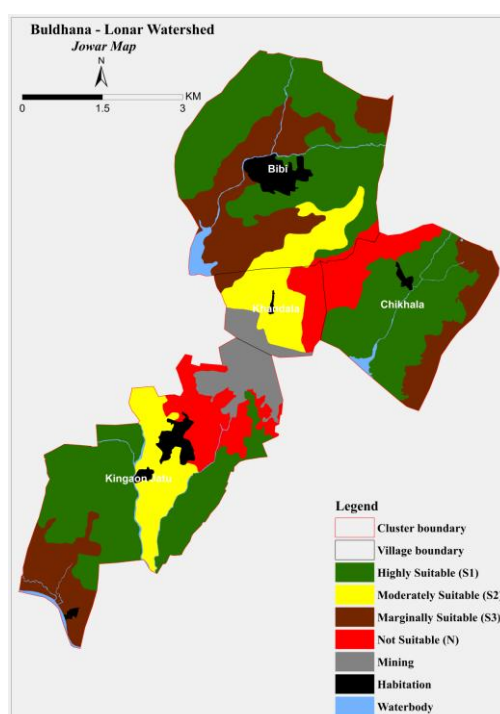 Buldhana - Lonar Watershed
Jowar Map
N
KM
0 1.5 3
Bibi
Khandala
Chikhala
Kingaon Jatu
Legend
Cluster boundary
Village boundary
Highly Suitable (S1)
Moderately Suitable (S2)
Marginally Suitable (S3)
Not Suitable (N)
Mining
Habitation
Waterbody